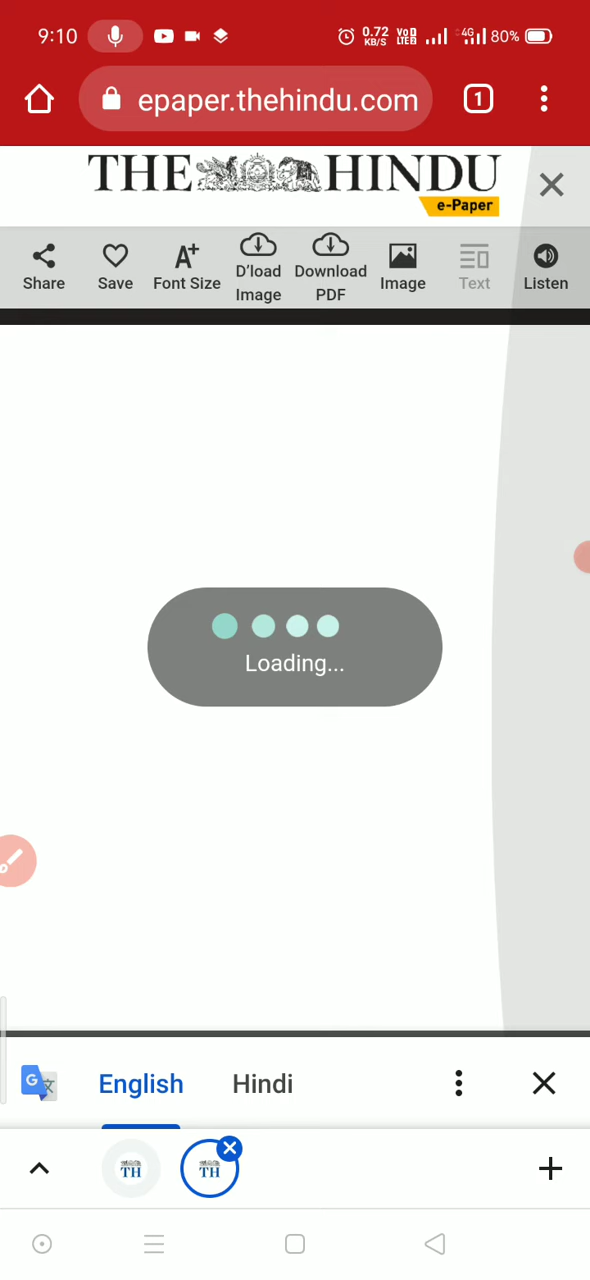 9:10 0.72 KB/S VoD LTE2 4G 80%
epaper.thehindu.com 1
THE HINDU
e-Paper
Share Save Font Size D'load Image Download PDF Image Text Listen
Loading...
English Hindi
TH TH